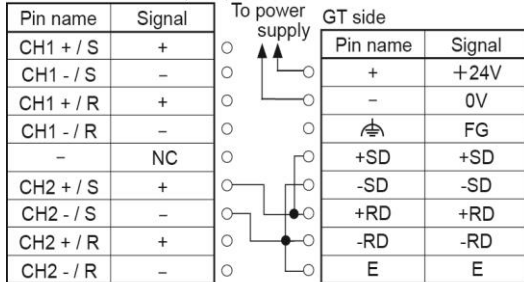 To power
supply
Pin name Signal
CH1 + / S +
CH1 - / S –
CH1 + / R +
CH1 - / R –
– NC
CH2 + / S +
CH2 - / S –
CH2 + / R +
CH2 - / R –
GT side
Pin name Signal
+ +24V
– 0V
FG
+SD +SD
-SD -SD
+RD +RD
-RD -RD
E E